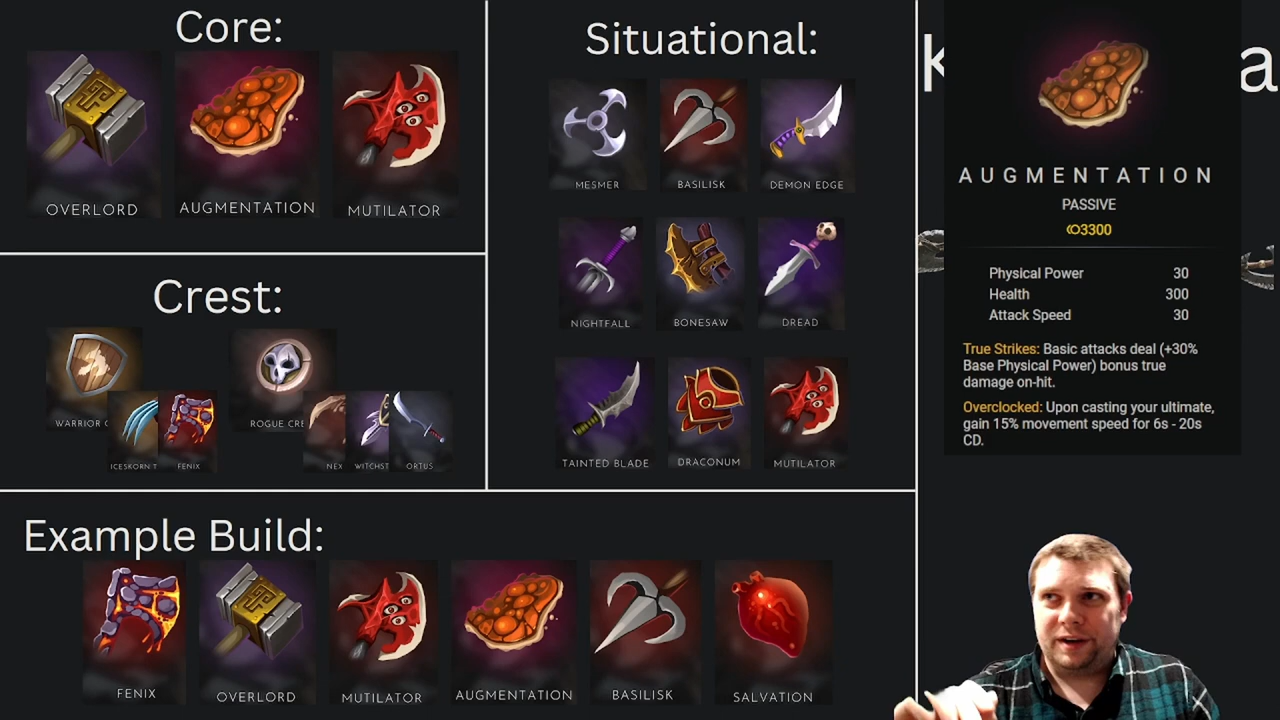 Core:
OVERLORD
AUGMENTATION
MUTILATOR
Situational:
MESMER
BASILISK
DEMON EDGE
NIGHTFALL
BONESAW
DREAD
TAINTED BLADE
DRACONUM
MUTILATOR
Crest:
WARRIOR C
ICESKORN T
FENIX
ROGUE CRE
NEX
WITCHST
ORTUS
Example Build:
FENIX
OVERLORD
MUTILATOR
AUGMENTATION
BASILISK
SALVATION
K
a
AUGMENTATION
PASSIVE
3300
Physical Power 30
Health 300
Attack Speed 30
True Strikes: Basic attacks deal (+30%
Base Physical Power) bonus true
damage on-hit.
Overclocked: Upon casting your ultimate,
gain 15% movement speed for 6s - 20s
CD.